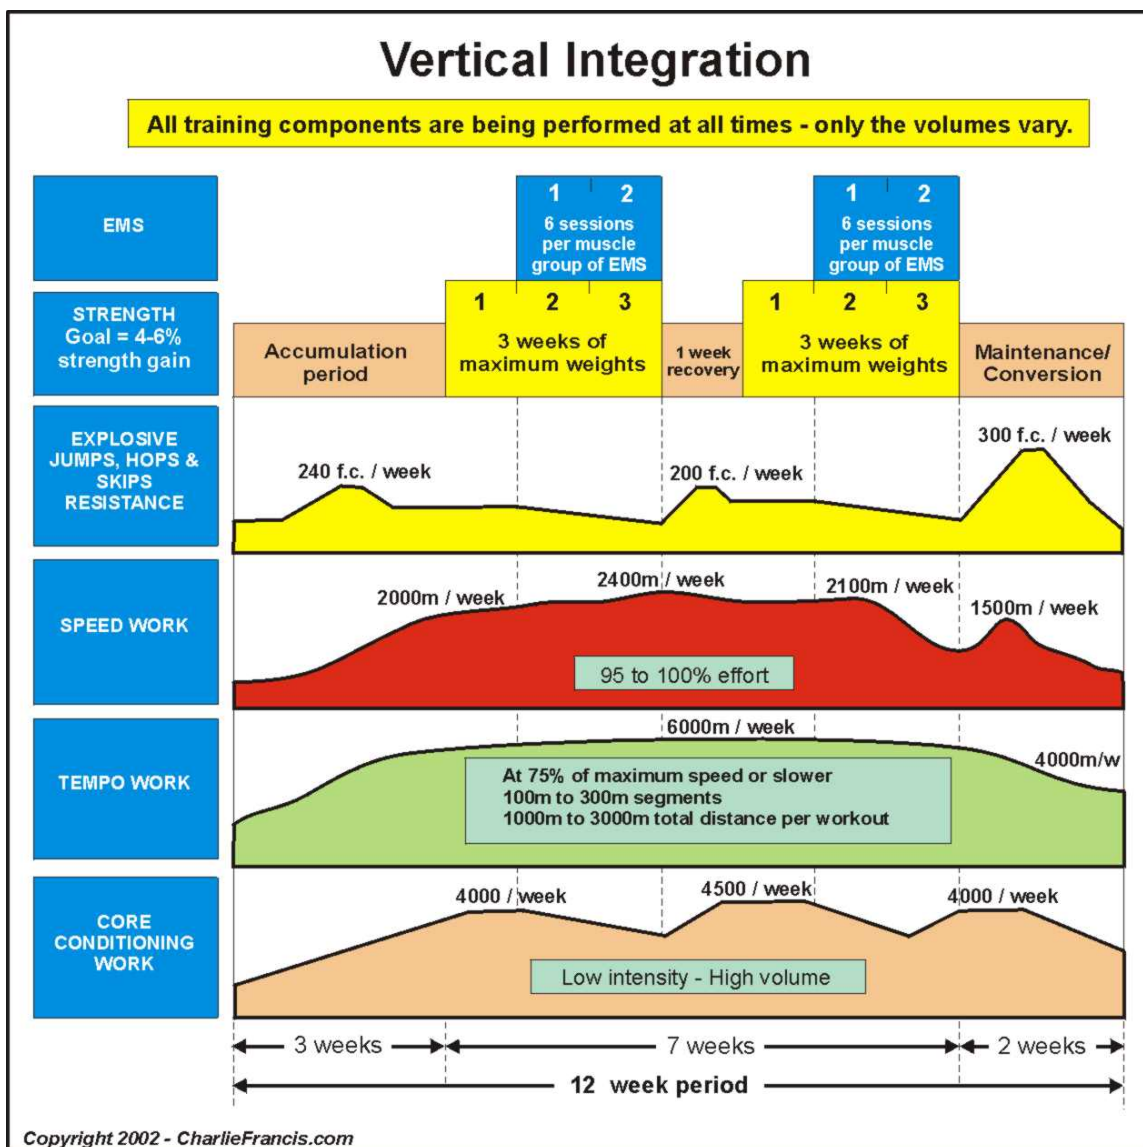 Vertical Integration
All training components are being performed at all times - only the volumes vary.
EMS
1 2
6 sessions
per muscle
group of EMS
1 2
6 sessions
per muscle
group of EMS
STRENGTH
Goal = 4-6%
strength gain
Accumulation
period
1 2 3
3 weeks of
maximum weights
1 week
recovery
1 2 3
3 weeks of
maximum weights
Maintenance/
Conversion
EXPLOSIVE
JUMPS, HOPS &
SKIPS
RESISTANCE
240 f.c. / week
200 f.c. / week
300 f.c. / week
SPEED WORK
2000m / week
2400m / week
2100m / week
1500m / week
95 to 100% effort
TEMPO WORK
6000m / week
4000m/w
At 75% of maximum speed or slower
100m to 300m segments
1000m to 3000m total distance per workout
CORE
CONDITIONING
WORK
4000 / week
4500 / week
4000 / week
Low intensity - High volume
3 weeks
7 weeks
2 weeks
12 week period
Copyright 2002 - CharlieFrancis.com